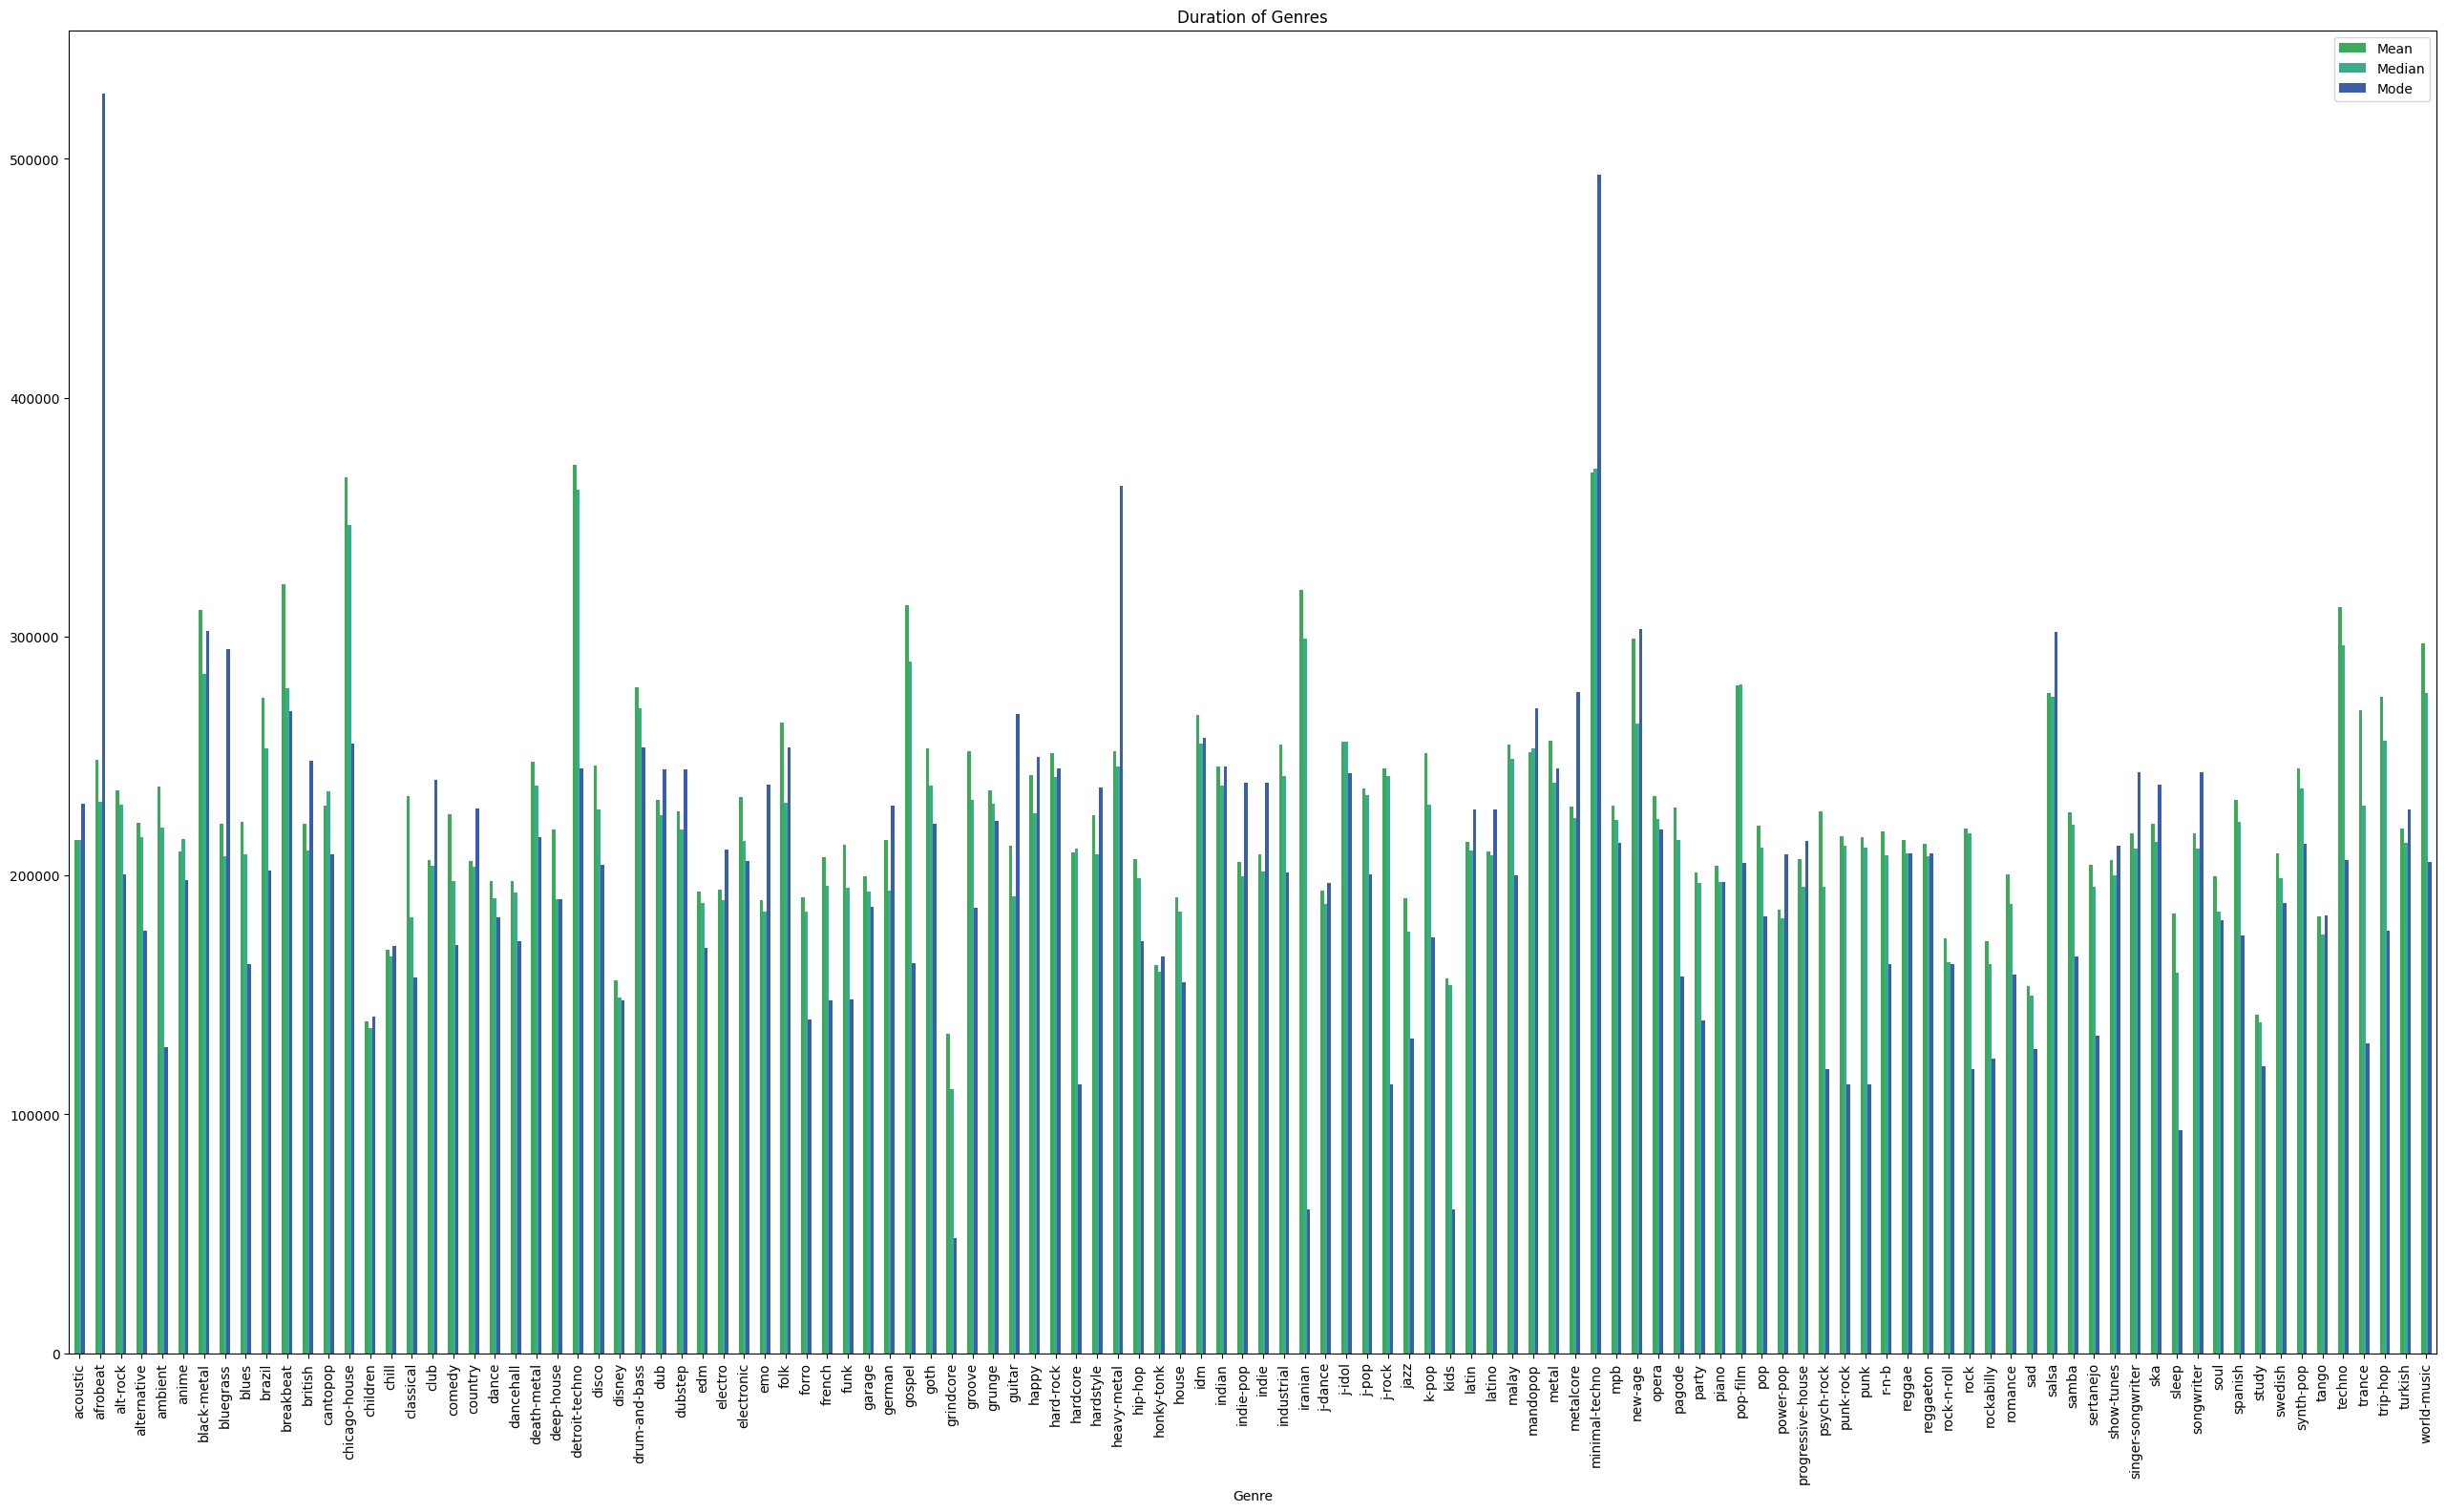 Duration of Genres
Mean
Median
Mode
500000
400000
300000
200000
100000
0
acoustic
afrobeat
alt-rock
alternative
ambient
anime
black-metal
bluegrass
blues
brazil
breakbeat
british
cantopop
chicago-house
children
chill
classical
club
comedy
country
dance
dancehall
death-metal
deep-house
detroit-techno
disco
disney
drum-and-bass
dub
dubstep
edm
electro
electronic
emo
folk
forro
french
funk
garage
german
gospel
goth
grindcore
groove
grunge
guitar
happy
hard-rock
hardcore
hardstyle
heavy-metal
hip-hop
honky-tonk
house
idm
indian
indie-pop
indie
industrial
iranian
j-dance
j-idol
j-pop
j-rock
jazz
k-pop
kids
latin
latino
malay
mandopop
metal
metalcore
minimal-techno
mpb
new-age
opera
pagode
party
piano
pop-film
pop
power-pop
progressive-house
psych-rock
punk-rock
punk
r-n-b
reggae
reggaeton
rock-n-roll
rock
rockabilly
romance
sad
salsa
samba
sertanejo
show-tunes
singer-songwriter
ska
sleep
songwriter
soul
spanish
study
swedish
synth-pop
tango
techno
trance
trip-hop
turkish
world-music
Genre